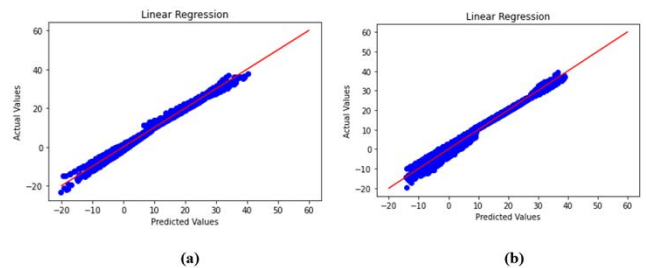 Linear Regression
60
40
20
0
−20
Actual Values
−20 −10 0 10 20 30 40 50 60
Predicted Values
(a)
Linear Regression
60
50
40
30
20
10
0
−10
−20
Actual Values
−20 −10 0 10 20 30 40 50 60
Predicted Values
(b)